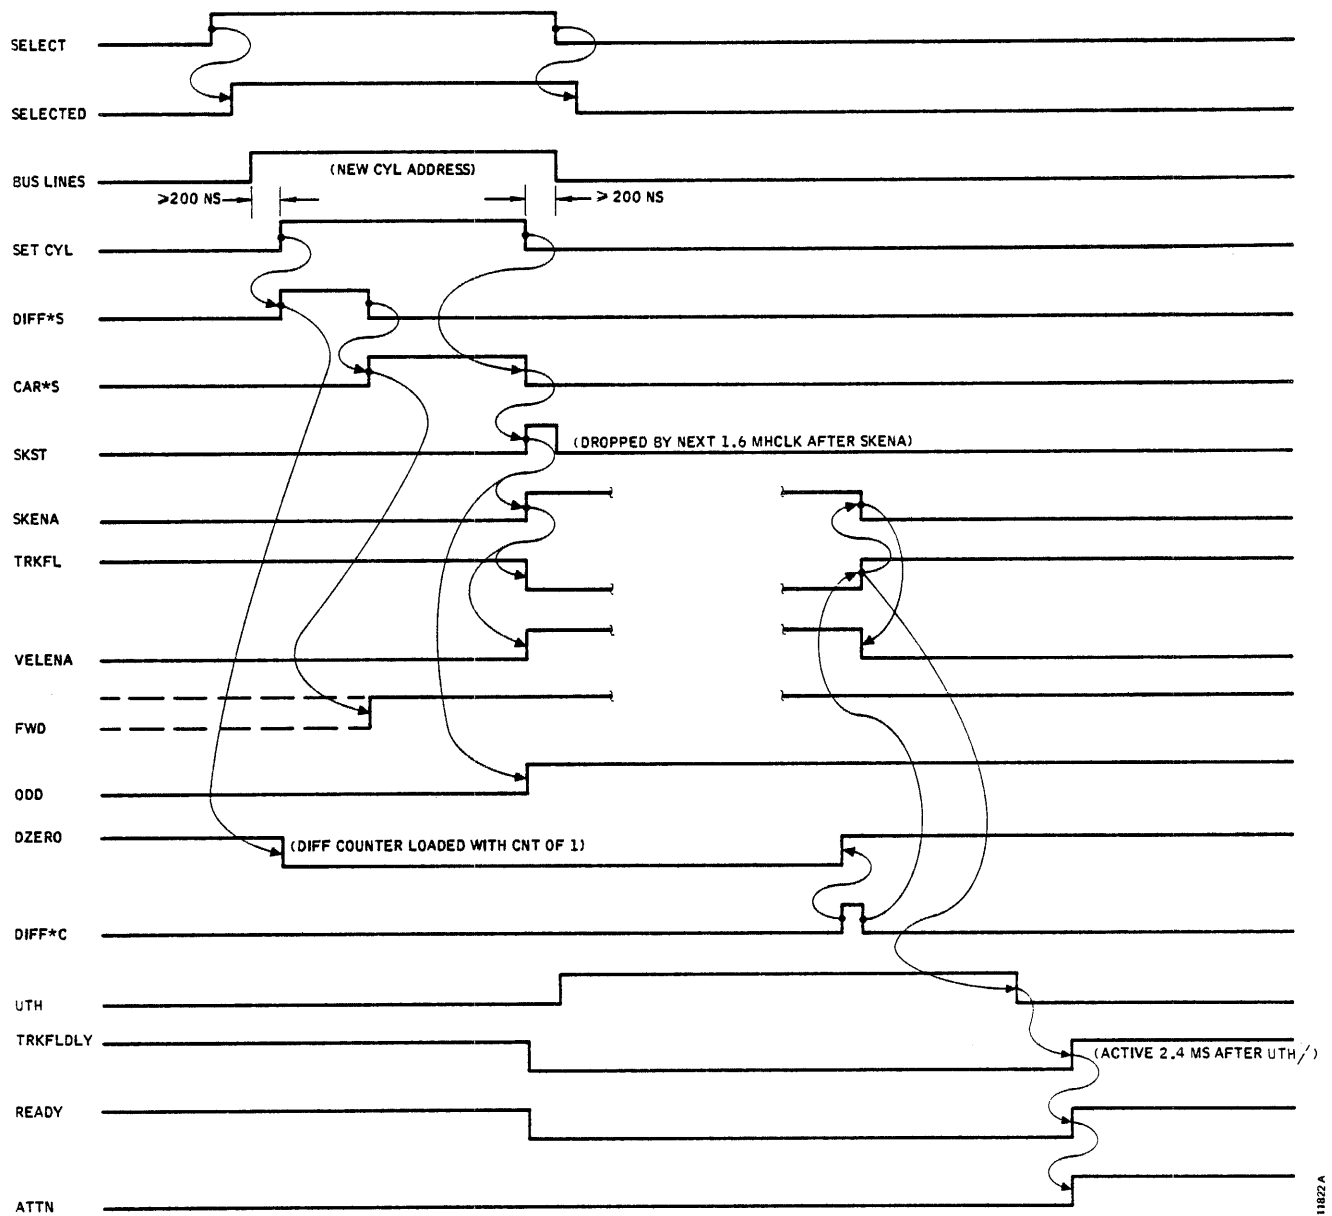 SELECT
SELECTED
BUS LINES
(NEW CYL ADDRESS)
≥200 NS
≥ 200 NS
SET CYL
DIFF*S
CAR*S
SKST
(DROPPED BY NEXT 1.6 MHCLK AFTER SKENA)
SKENA
TRKFL
VELENA
FWD
ODD
DZERO
(DIFF COUNTER LOADED WITH CNT OF 1)
DIFF*C
UTH
TRKFLDLY
(ACTIVE 2.4 MS AFTER UTH/)
READY
ATTN
11822A